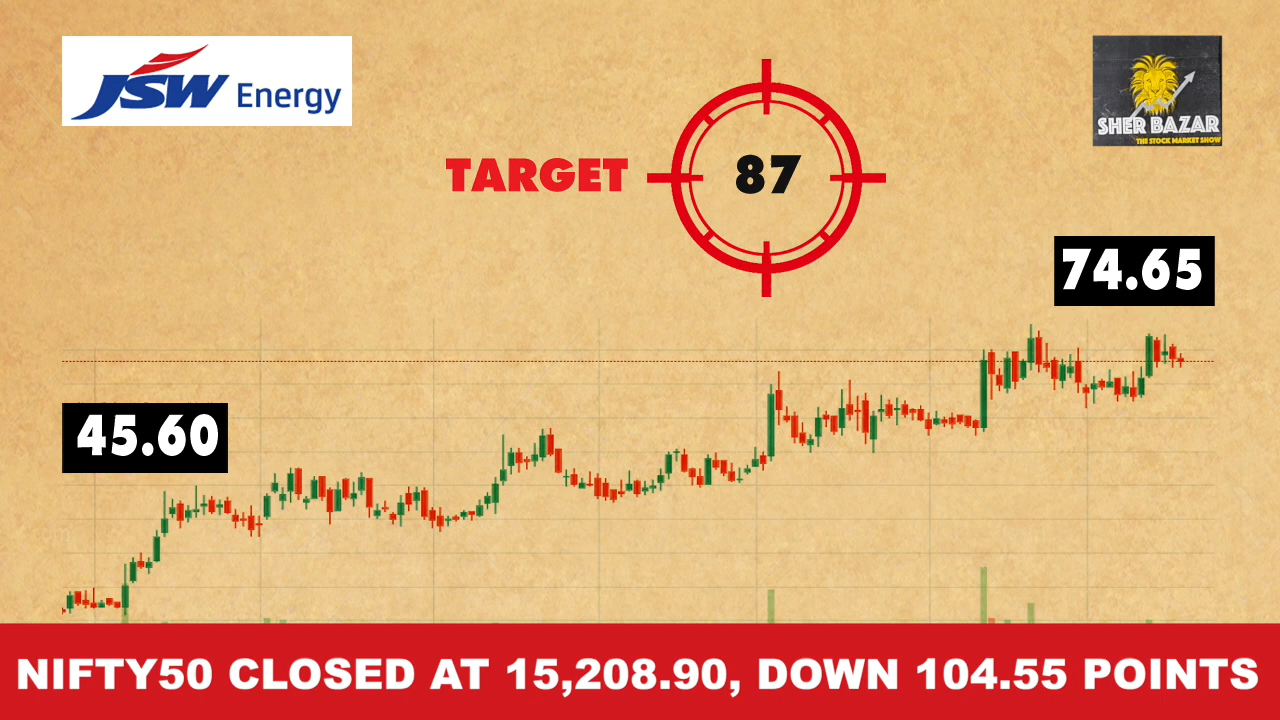 JSW Energy
SHER BAZAR
THE STOCK MARKET SHOW
TARGET
87
74.65
45.60
NIFTY50 CLOSED AT 15,208.90, DOWN 104.55 POINTS